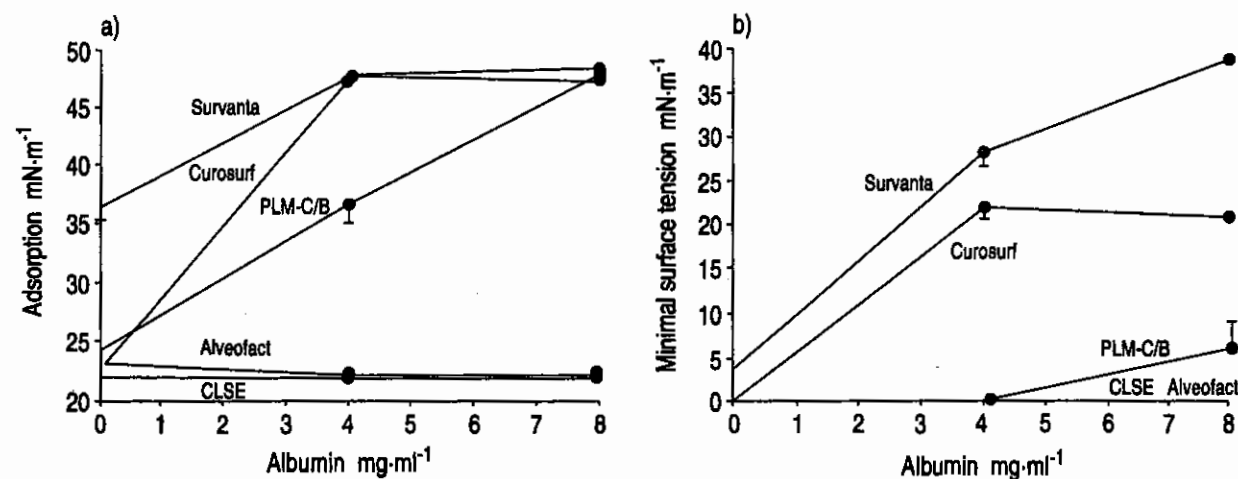 a)
Adsorption mN·m⁻¹
50
45
40
35
30
25
20
Survanta
Curosurf
PLM-C/B
Alveofact
CLSE
0 1 2 3 4 5 6 7 8
Albumin mg·ml⁻¹
b)
Minimal surface tension mN·m⁻¹
40
35
30
25
20
15
10
5
0
Survanta
Curosurf
PLM-C/B
CLSE Alveofact
0 1 2 3 4 5 6 7 8
Albumin mg·ml⁻¹